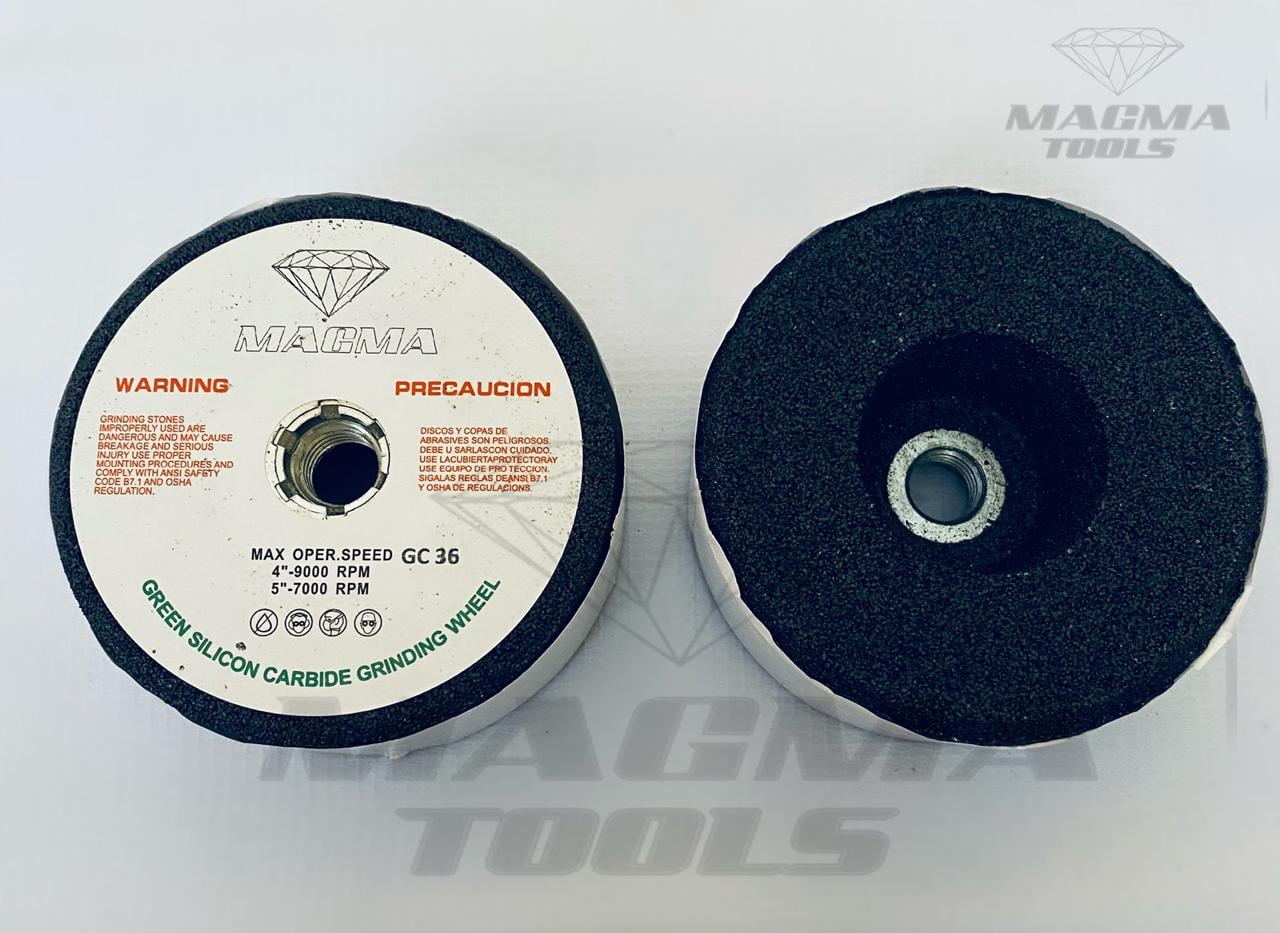 MAGMA
TOOLS
MAGMA
WARNING
GRINDING STONES
IMPROPERLY USED ARE
DANGEROUS AND MAY CAUSE
BREAKAGE AND SERIOUS
INJURY USE PROPER
MOUNTING PROCEDURES AND
COMPLY WITH ANSI SAFETY
CODE B7.1 AND OSHA
REGULATION.
PRECAUCION
DISCOS Y COPAS DE
ABRASIVES SON PELIGROSOS.
DEBE U SARLASCON CUIDADO.
USE LACUBIERTAPROTECTORAY
USE EQUIPO DE PRO TECCION.
SIGALAS REGLAS DEANSI B7.1
Y OSHA DE REGULACIONS.
MAX OPER.SPEED GC 36
4"-9000 RPM
5"-7000 RPM
GREEN SILICON CARBIDE GRINDING WHEEL
MAGMA
TOOLS